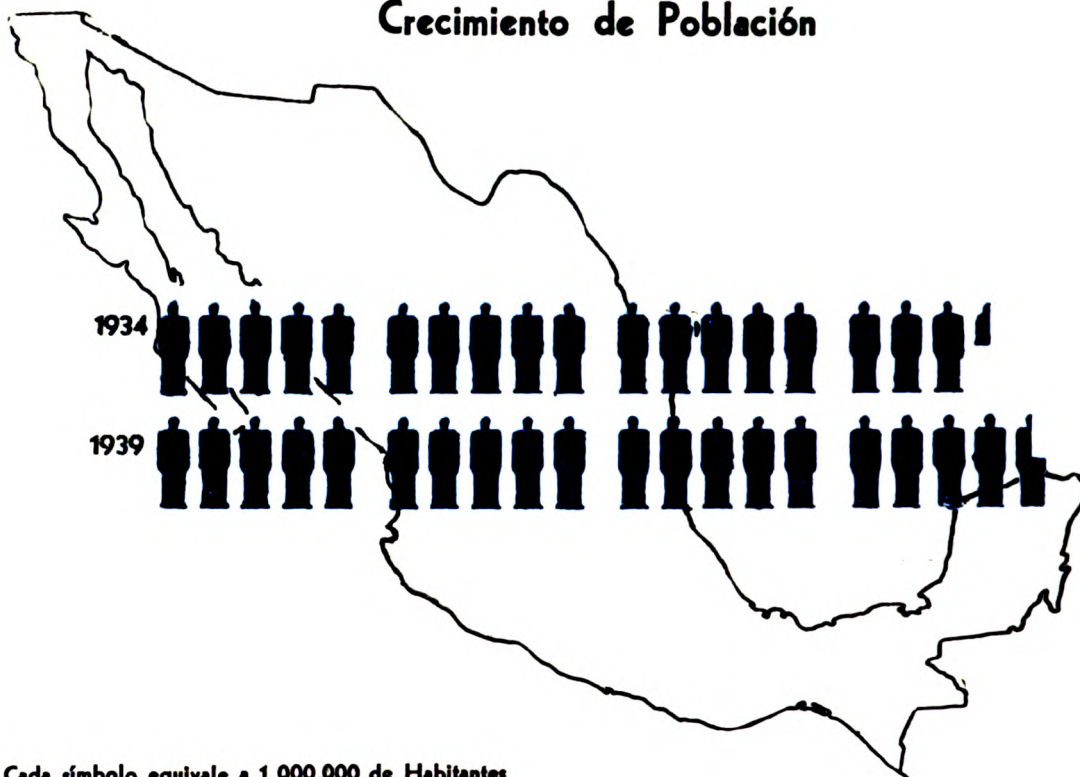 Crecimiento de Población
1934
1939
Cada símbolo equivale a 1.000,000 de Habitantes